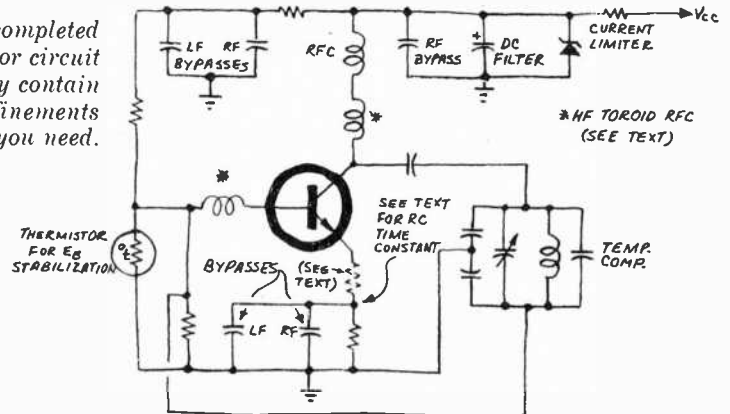 completed
or circuit
y contain
finements
you need.
LF RF
BYPASSES
RFC
RF
BYPASS
+
DC
FILTER
CURRENT
LIMITER
Vcc
*
*HF TOROID RFC
(SEE TEXT)
*
THERMISTOR
FOR EB
STABILIZATION
SEE TEXT
FOR RC
TIME
CONSTANT
BYPASSES
(SEE
TEXT)
LF RF
TEMP.
COMP.